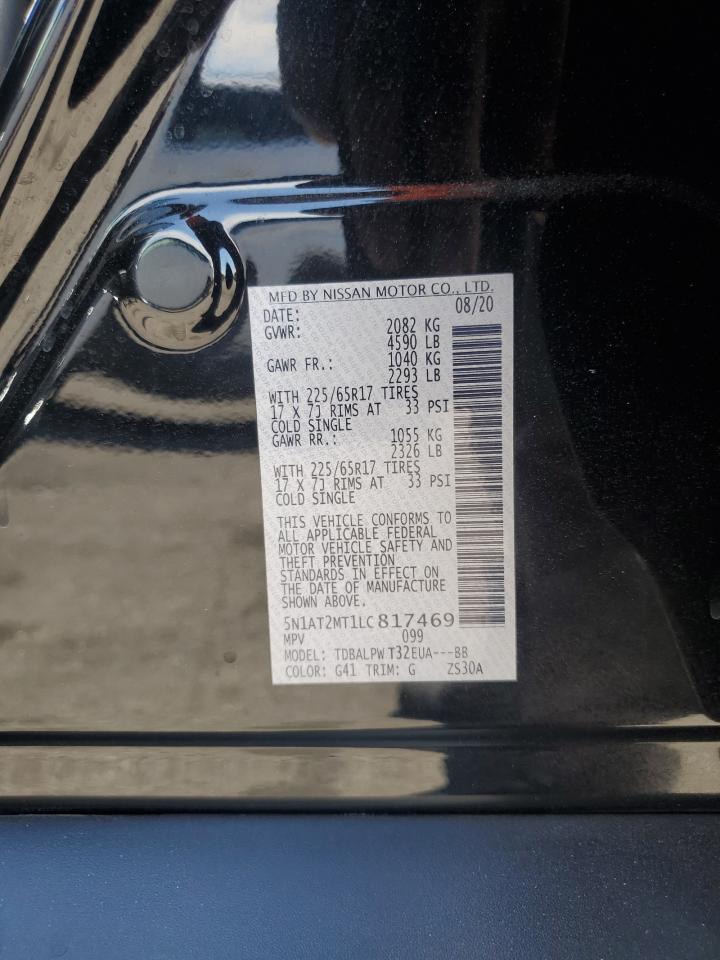 MFD BY NISSAN MOTOR CO., LTD.
DATE: 08/20
GVWR: 2082 KG
4590 LB
GAWR FR.: 1040 KG
2293 LB
WITH 225/65R17 TIRES
17 X 7J RIMS AT 33 PSI
COLD SINGLE
GAWR RR.: 1055 KG
2326 LB
WITH 225/65R17 TIRES
17 X 7J RIMS AT 33 PSI
COLD SINGLE
THIS VEHICLE CONFORMS TO
ALL APPLICABLE FEDERAL
MOTOR VEHICLE SAFETY AND
THEFT PREVENTION
STANDARDS IN EFFECT ON
THE DATE OF MANUFACTURE
SHOWN ABOVE.
5N1AT2MT1LC817469
MPV 099
MODEL: TDBALPW T32EUA---BB
COLOR: G41 TRIM: G ZS30A